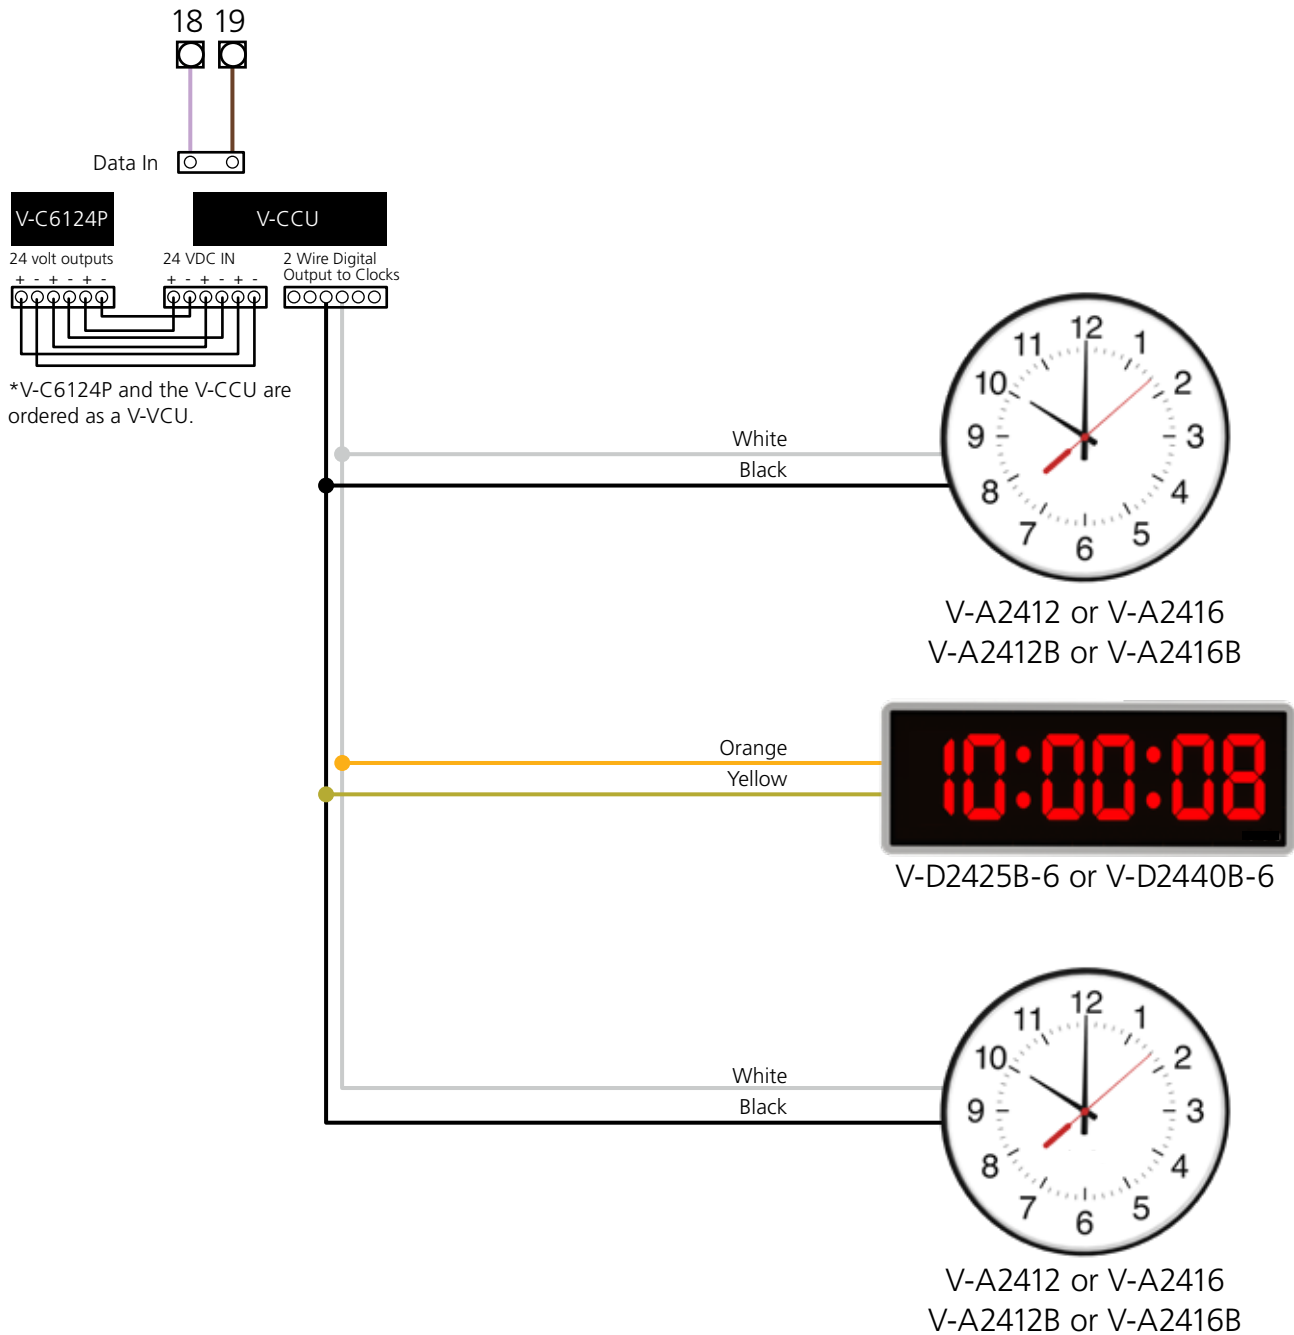 18 19
Data In
V-C6124P
V-CCU
24 volt outputs
24 VDC IN
2 Wire Digital
Output to Clocks
+ - + - + -
+ - + - + -
*V-C6124P and the V-CCU are
ordered as a V-VCU.
White
Black
12
1
2
3
4
5
6
7
8
9
10
11
V-A2412 or V-A2416
V-A2412B or V-A2416B
Orange
Yellow
10:00:08
V-D2425B-6 or V-D2440B-6
White
Black
12
1
2
3
4
5
6
7
8
9
10
11
V-A2412 or V-A2416
V-A2412B or V-A2416B